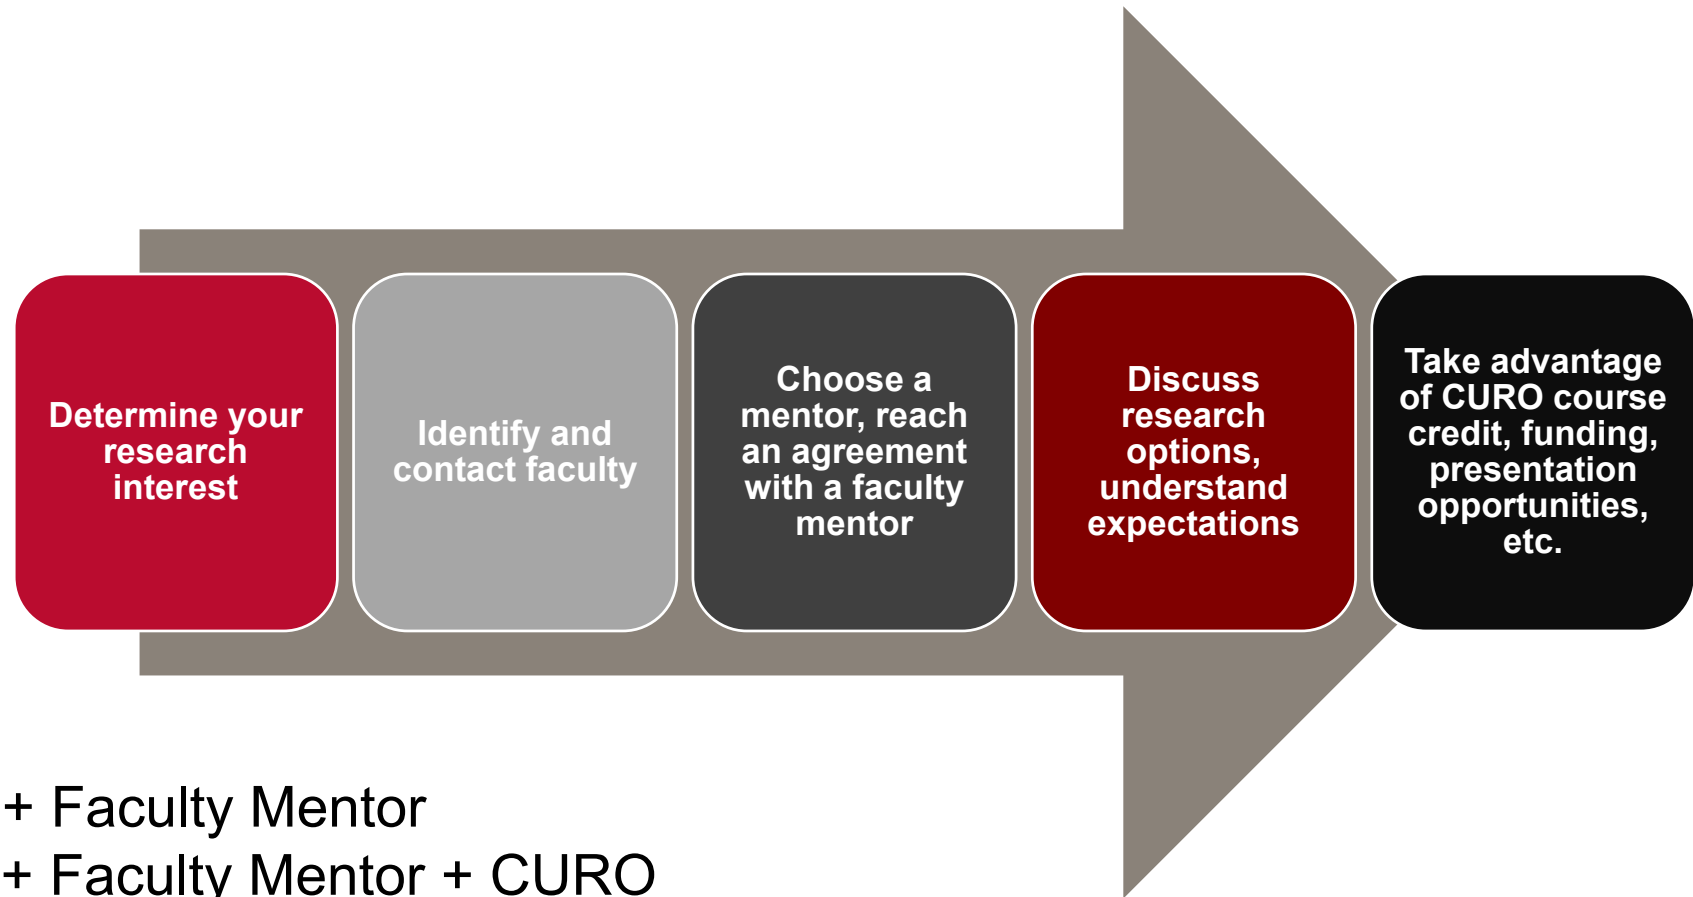 Determine your
research
interest
Identify and
contact faculty
Choose a
mentor, reach
an agreement
with a faculty
mentor
Discuss
research
options,
understand
expectations
Take advantage
of CURO course
credit, funding,
presentation
opportunities,
etc.
+ Faculty Mentor
+ Faculty Mentor + CURO